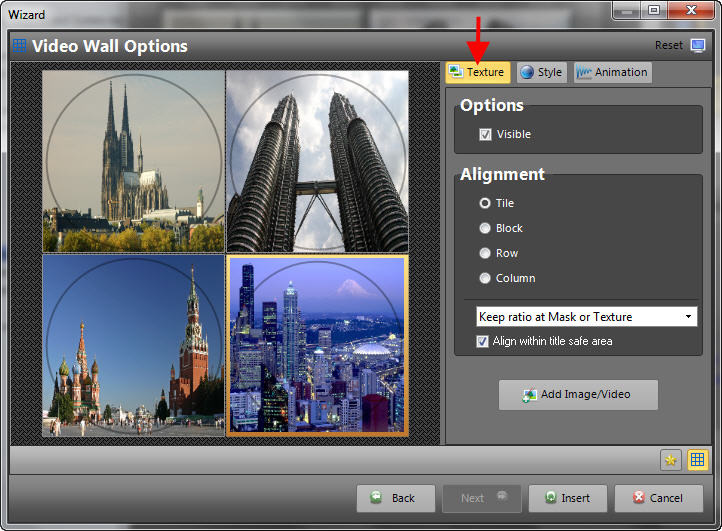 Wizard
Video Wall Options
Reset
Texture
Style
Animation
Options
Visible
Alignment
Tile
Block
Row
Column
Keep ratio at Mask or Texture
Align within title safe area
Add Image/Video
Back
Next
Insert
Cancel